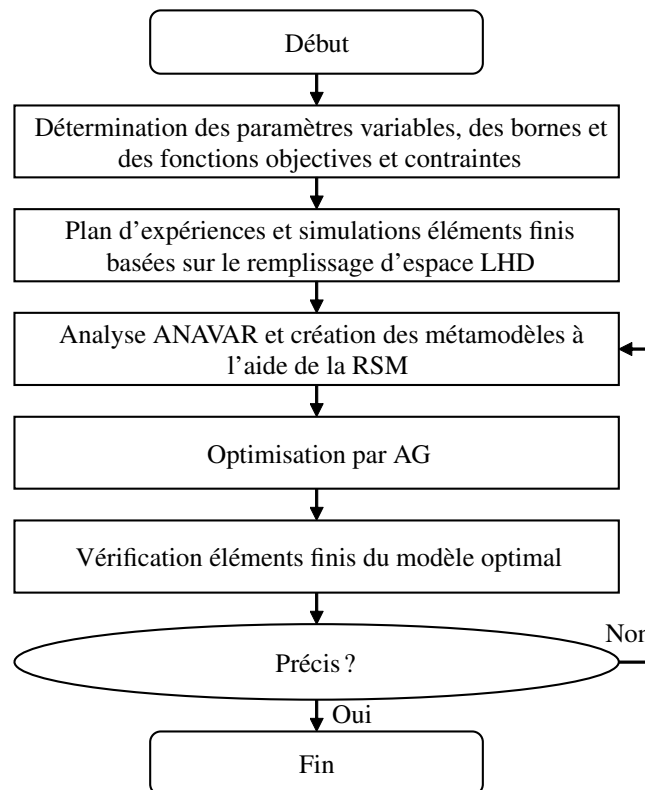 Début
Détermination des paramètres variables, des bornes et
des fonctions objectives et contraintes
Plan d'expériences et simulations éléments finis
basées sur le remplissage d'espace LHD
Analyse ANAVAR et création des métamodèles à
l'aide de la RSM
Optimisation par AG
Vérification éléments finis du modèle optimal
Précis ?
Non
Oui
Fin